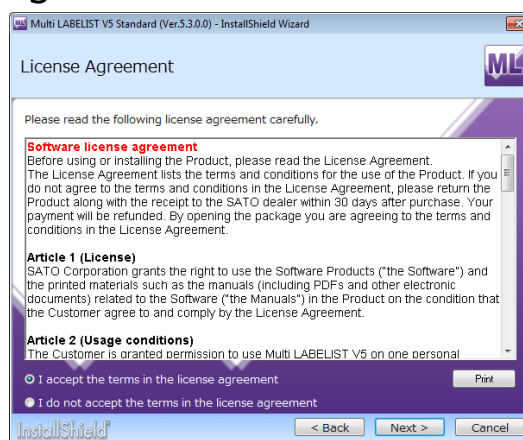 Multi LABELIST V5 Standard (Ver.5.3.0.0) - InstallShield Wizard
License Agreement
ML
Please read the following license agreement carefully.
Software license agreement
Before using or installing the Product, please read the License Agreement.
The License Agreement lists the terms and conditions for the use of the Product. If you
do not agree to the terms and conditions in the License Agreement, please return the
Product along with the receipt to the SATO dealer within 30 days after purchase. Your
payment will be refunded. By opening the package you are agreeing to the terms and
conditions in the License Agreement.
Article 1 (License)
SATO Corporation grants the right to use the Software Products ("the Software") and
the printed materials such as the manuals (including PDFs and other electronic
documents) related to the Software ("the Manuals") in the Product on the condition that
the Customer agree to and comply by the License Agreement.
Article 2 (Usage conditions)
The Customer is granted permission to use Multi LABELIST V5 on one personal
I accept the terms in the license agreement
Print
I do not accept the terms in the license agreement
InstallShield
< Back
Next >
Cancel